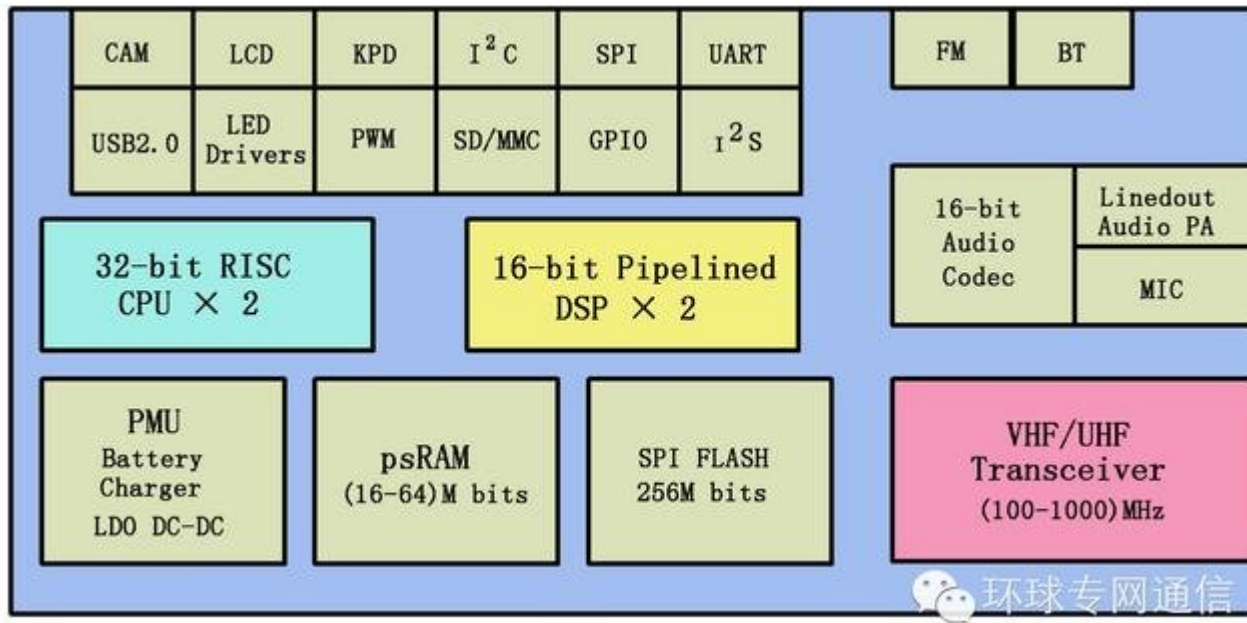 CAM
LCD
KPD
I²C
SPI
UART
FM
BT
USB2.0
LED
Drivers
PWM
SD/MMC
GPIO
I²S
16-bit
Audio
Codec
Linedout
Audio PA
MIC
32-bit RISC
CPU × 2
16-bit Pipelined
DSP × 2
PMU
Battery
Charger
LDO DC-DC
psRAM
(16-64)M bits
SPI FLASH
256M bits
VHF/UHF
Transceiver
(100-1000)MHz
环球专网通信